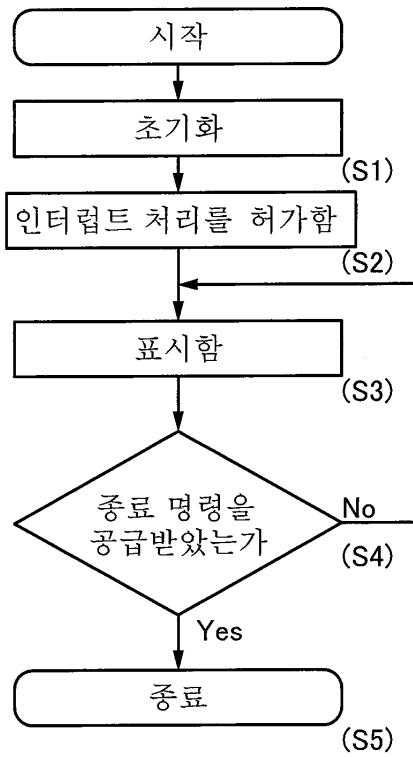 시작
초기화
(S1)
인터럽트 처리를 허가함
(S2)
표시함
(S3)
종료 명령을
공급받았는가
No
(S4)
Yes
종료
(S5)